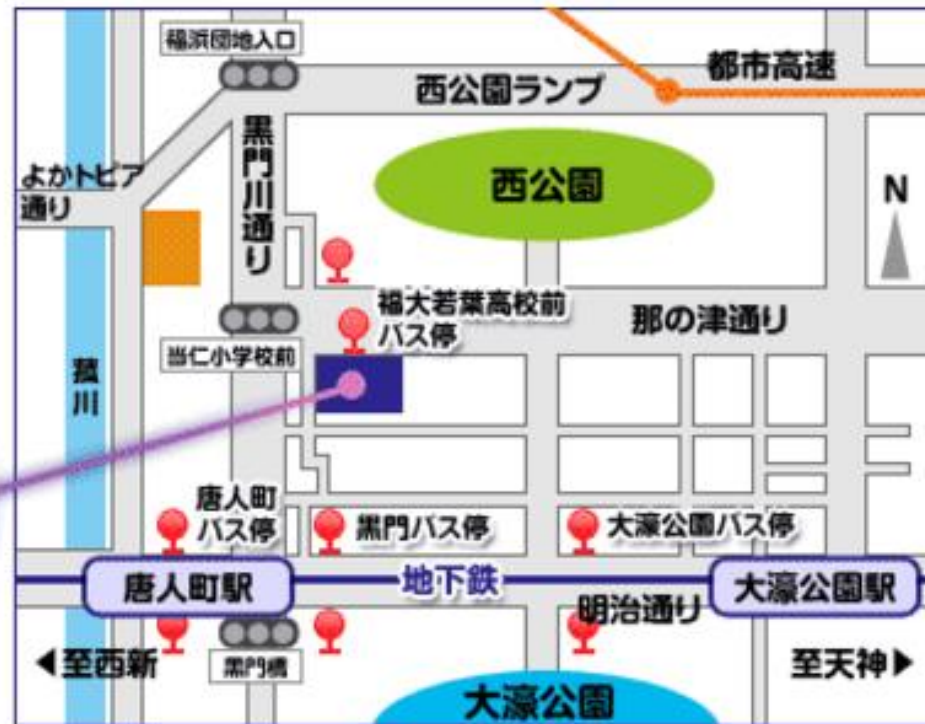 福浜団地入口
都市高速
西公園ランプ
黒門川通り
よかトピア
通り
西公園
N
福大若葉高校前
バス停
那の津通り
当仁小学校前
菰川
唐人町
バス停
黒門バス停
大濠公園バス停
唐人町駅
地下鉄
大濠公園駅
明治通り
◀至西新
黒門橋
至天神▶
大濠公園